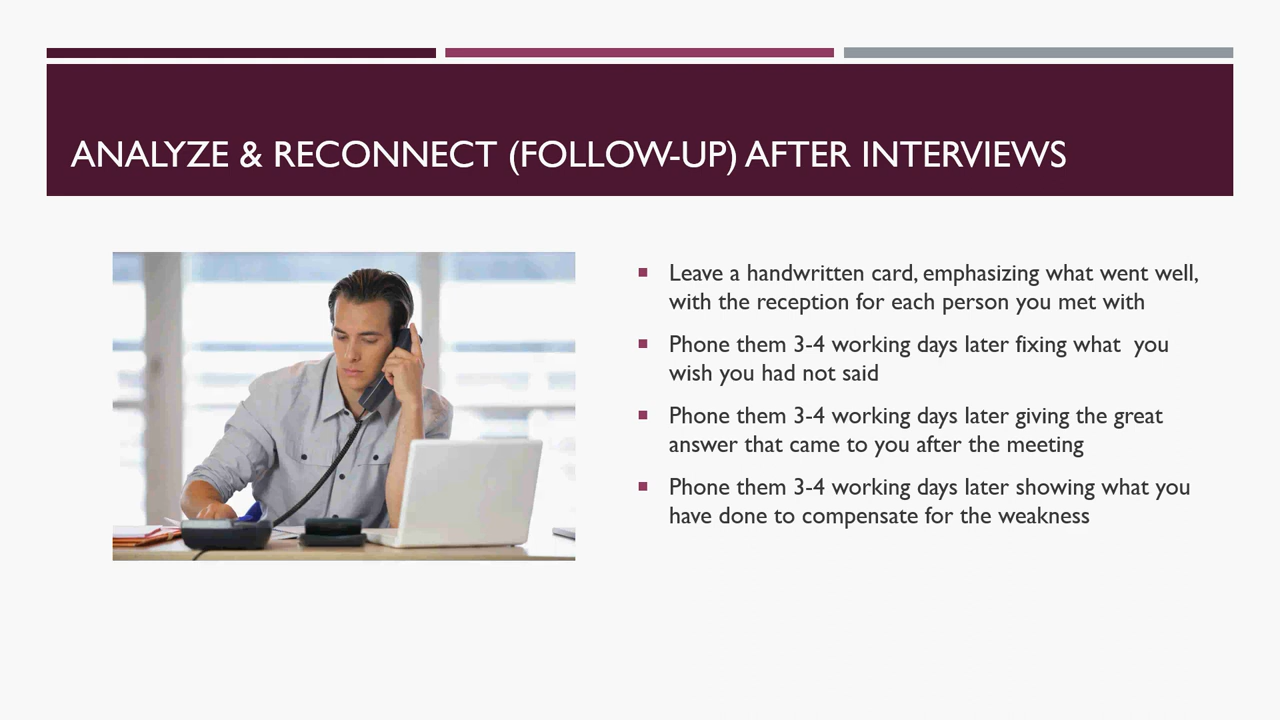 ANALYZE & RECONNECT (FOLLOW-UP) AFTER INTERVIEWS
Leave a handwritten card, emphasizing what went well,
with the reception for each person you met with
Phone them 3-4 working days later fixing what  you
wish you had not said
Phone them 3-4 working days later giving the great
answer that came to you after the meeting
Phone them 3-4 working days later showing what you
have done to compensate for the weakness